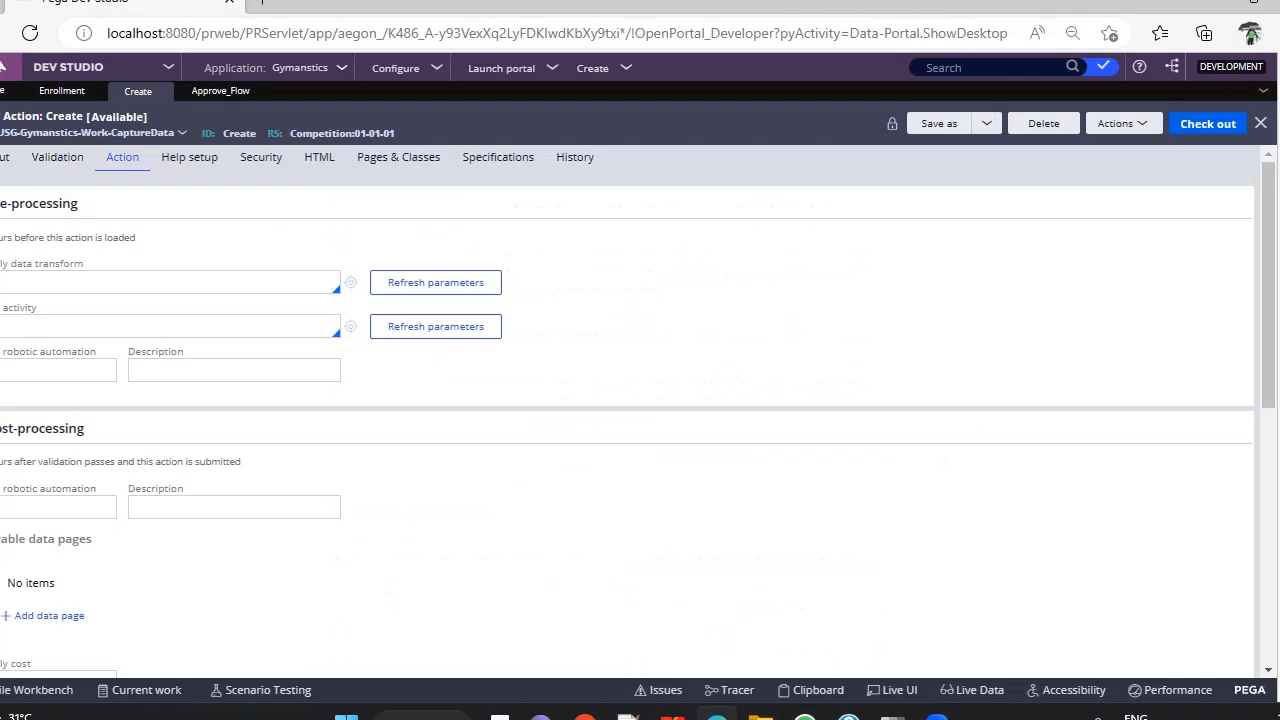 localhost:8080/prweb/PRServlet/app/aegon_/K486_A-y93VexXq2LyFDKIwdKbXy9txi*/!OpenPortal_Developer?pyActivity=Data-Portal.ShowDesktop
DEV STUDIO Application: Gymanstics Configure Launch portal Create Search DEVELOPMENT
Enrollment Create Approve_Flow
Action: Create [Available]
JSG-Gymanstics-Work-CaptureData ID: Create RS: Competition:01-01-01 Save as Delete Actions Check out
ut Validation Action Help setup Security HTML Pages & Classes Specifications History
e-processing
urs before this action is loaded
ly data transform
Refresh parameters
activity
Refresh parameters
robotic automation Description
ost-processing
urs after validation passes and this action is submitted
robotic automation Description
able data pages
No items
Add data page
ly cost
ile Workbench Current work Scenario Testing Issues Tracer Clipboard Live UI Live Data Accessibility Performance PEGA
31°C ENG